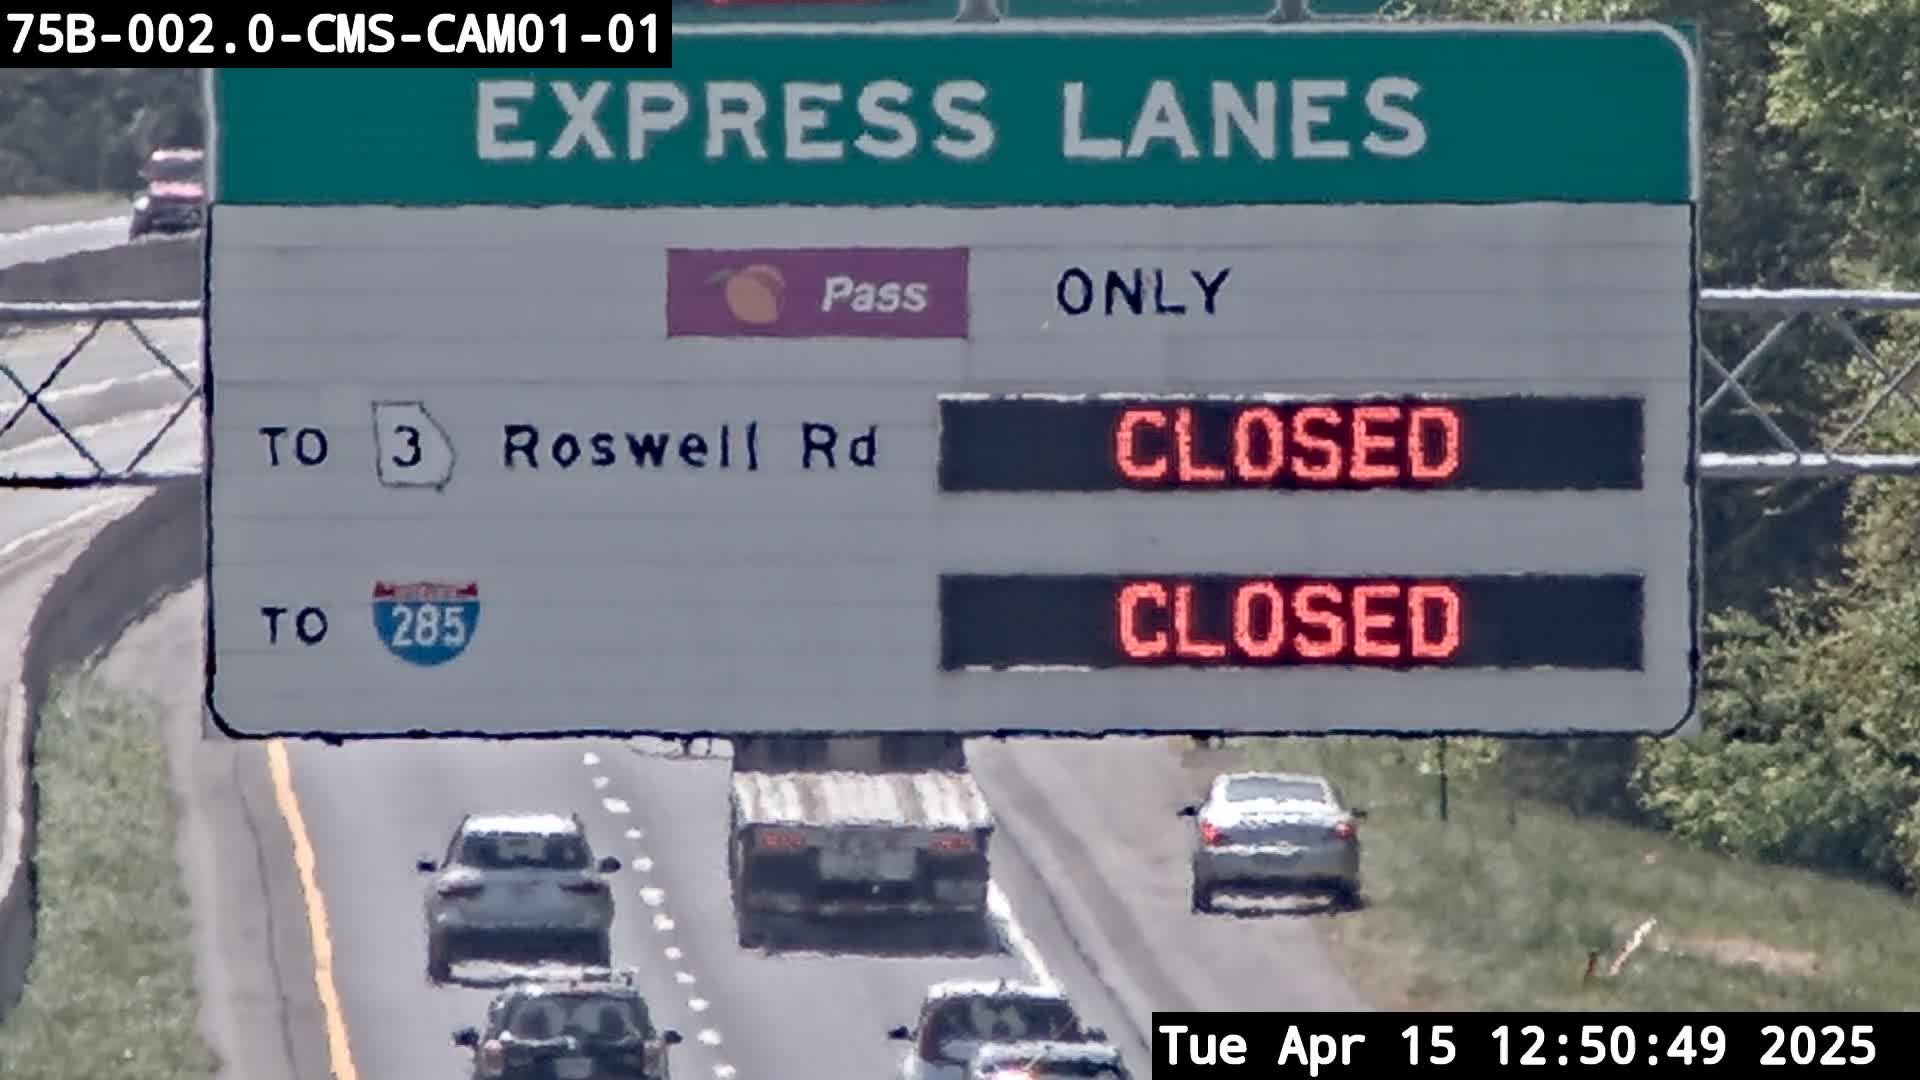 75B-002.0-CMS-CAM01-01
EXPRESS LANES
Pass ONLY
TO 3 Roswell Rd CLOSED
TO 285 CLOSED
Tue Apr 15 12:50:49 2025